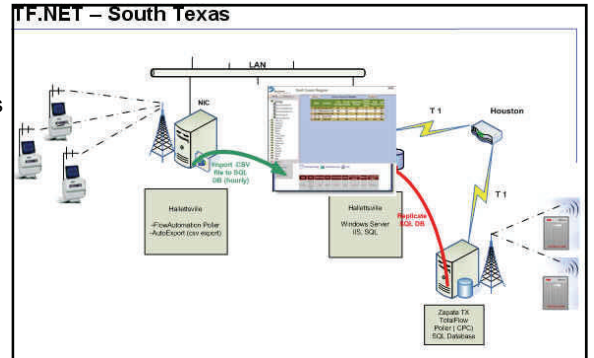 TF.NET – South Texas
s
LAN
NIC
T 1
Houston
Import .CSV
file to SQL
DB (hourly)
T 1
Hallettsville
-FlowAutomation Poller
-AutoExport (csv export)
Hallettsville
Windows Server
IIS, SQL
Replicate
SQL DB
Zapata TX
TotalFlow
Poller ( CPC)
SQL Database